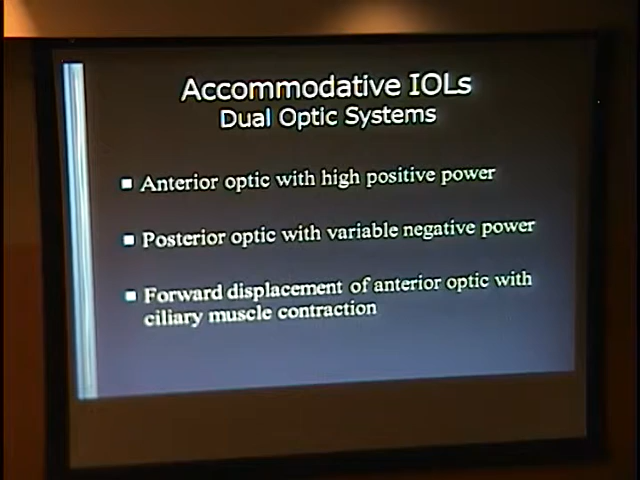 Accommodative IOLs
Dual Optic Systems
Anterior optic with high positive power
Posterior optic with variable negative power
Forward displacement of anterior optic with
ciliary muscle contraction